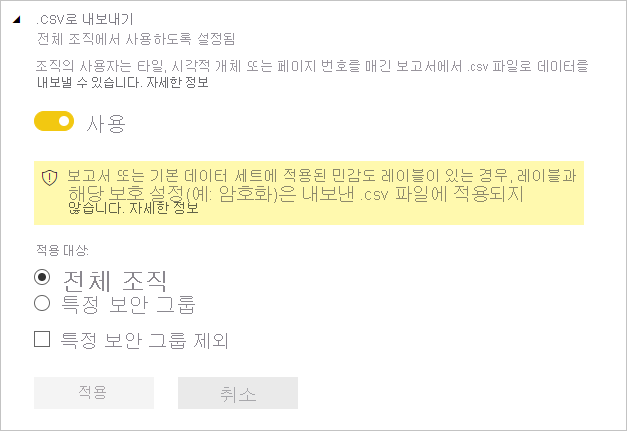 .CSV로 내보내기
전체 조직에서 사용하도록 설정됨
조직의 사용자는 타일, 시각적 개체 또는 페이지 번호를 매긴 보고서에서 .csv 파일로 데이터를
내보낼 수 있습니다. 자세한 정보
사용
보고서 또는 기본 데이터 세트에 적용된 민감도 레이블이 있는 경우, 레이블과
해당 보호 설정(예: 암호화)은 내보낸 .csv 파일에 적용되지
않습니다. 자세한 정보
적용 대상:
전체 조직
특정 보안 그룹
특정 보안 그룹 제외
적용 취소